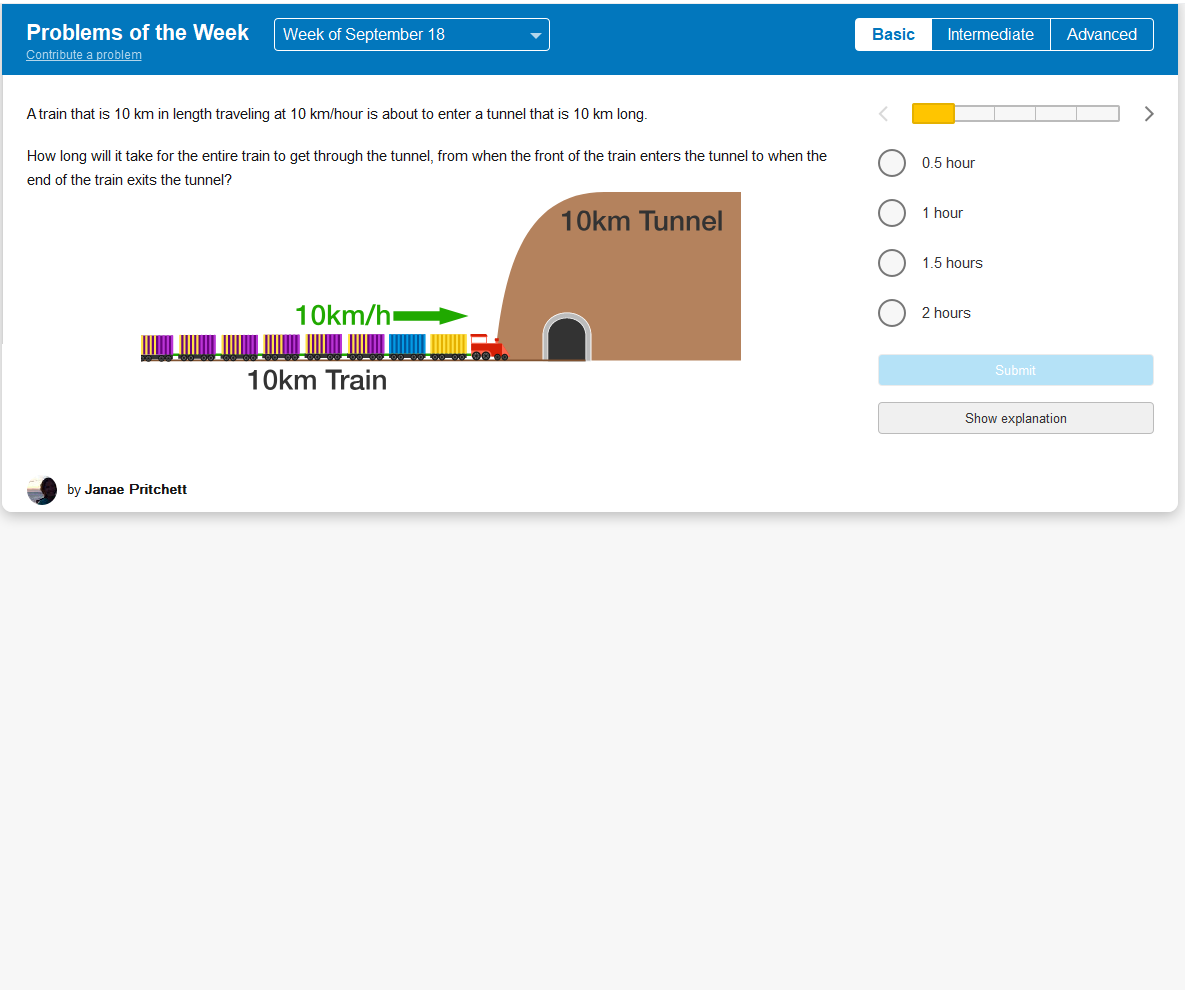 Problems of the Week
Contribute a problem
Week of September 18
Basic
Intermediate
Advanced
A train that is 10 km in length traveling at 10 km/hour is about to enter a tunnel that is 10 km long.
How long will it take for the entire train to get through the tunnel, from when the front of the train enters the tunnel to when the
end of the train exits the tunnel?
10km Tunnel
10km/h
10km Train
0.5 hour
1 hour
1.5 hours
2 hours
Submit
Show explanation
by Janae Pritchett